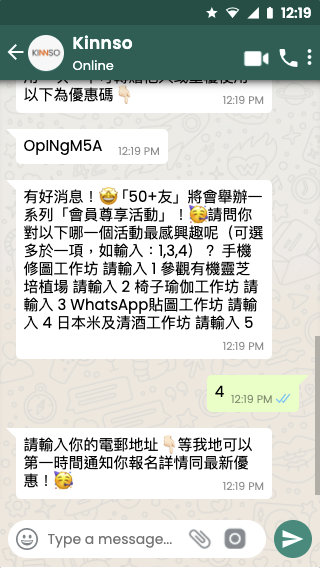 12:19
KINNSO
Kinnso
Online
以下為優惠碼👇🏻
12:19 PM
OplNgM5A
12:19 PM
有好消息！🤩「50+友」將會舉辦一
系列「會員尊享活動」！🥳請問你
對以下哪一個活動最感興趣呢（可選
多於一項，如輸入：1,3,4）？ 手機
修圖工作坊 請輸入 1 參觀有機靈芝
培植場 請輸入 2 椅子瑜伽工作坊 請
輸入 3 WhatsApp貼圖工作坊 請輸
入 4 日本米及清酒工作坊 請輸入 5
12:19 PM
4
12:19 PM
請輸入你的電郵地址👇🏻等我地可以
第一時間通知你報名詳情同最新優
惠！🥳
12:19 PM
Type a message...